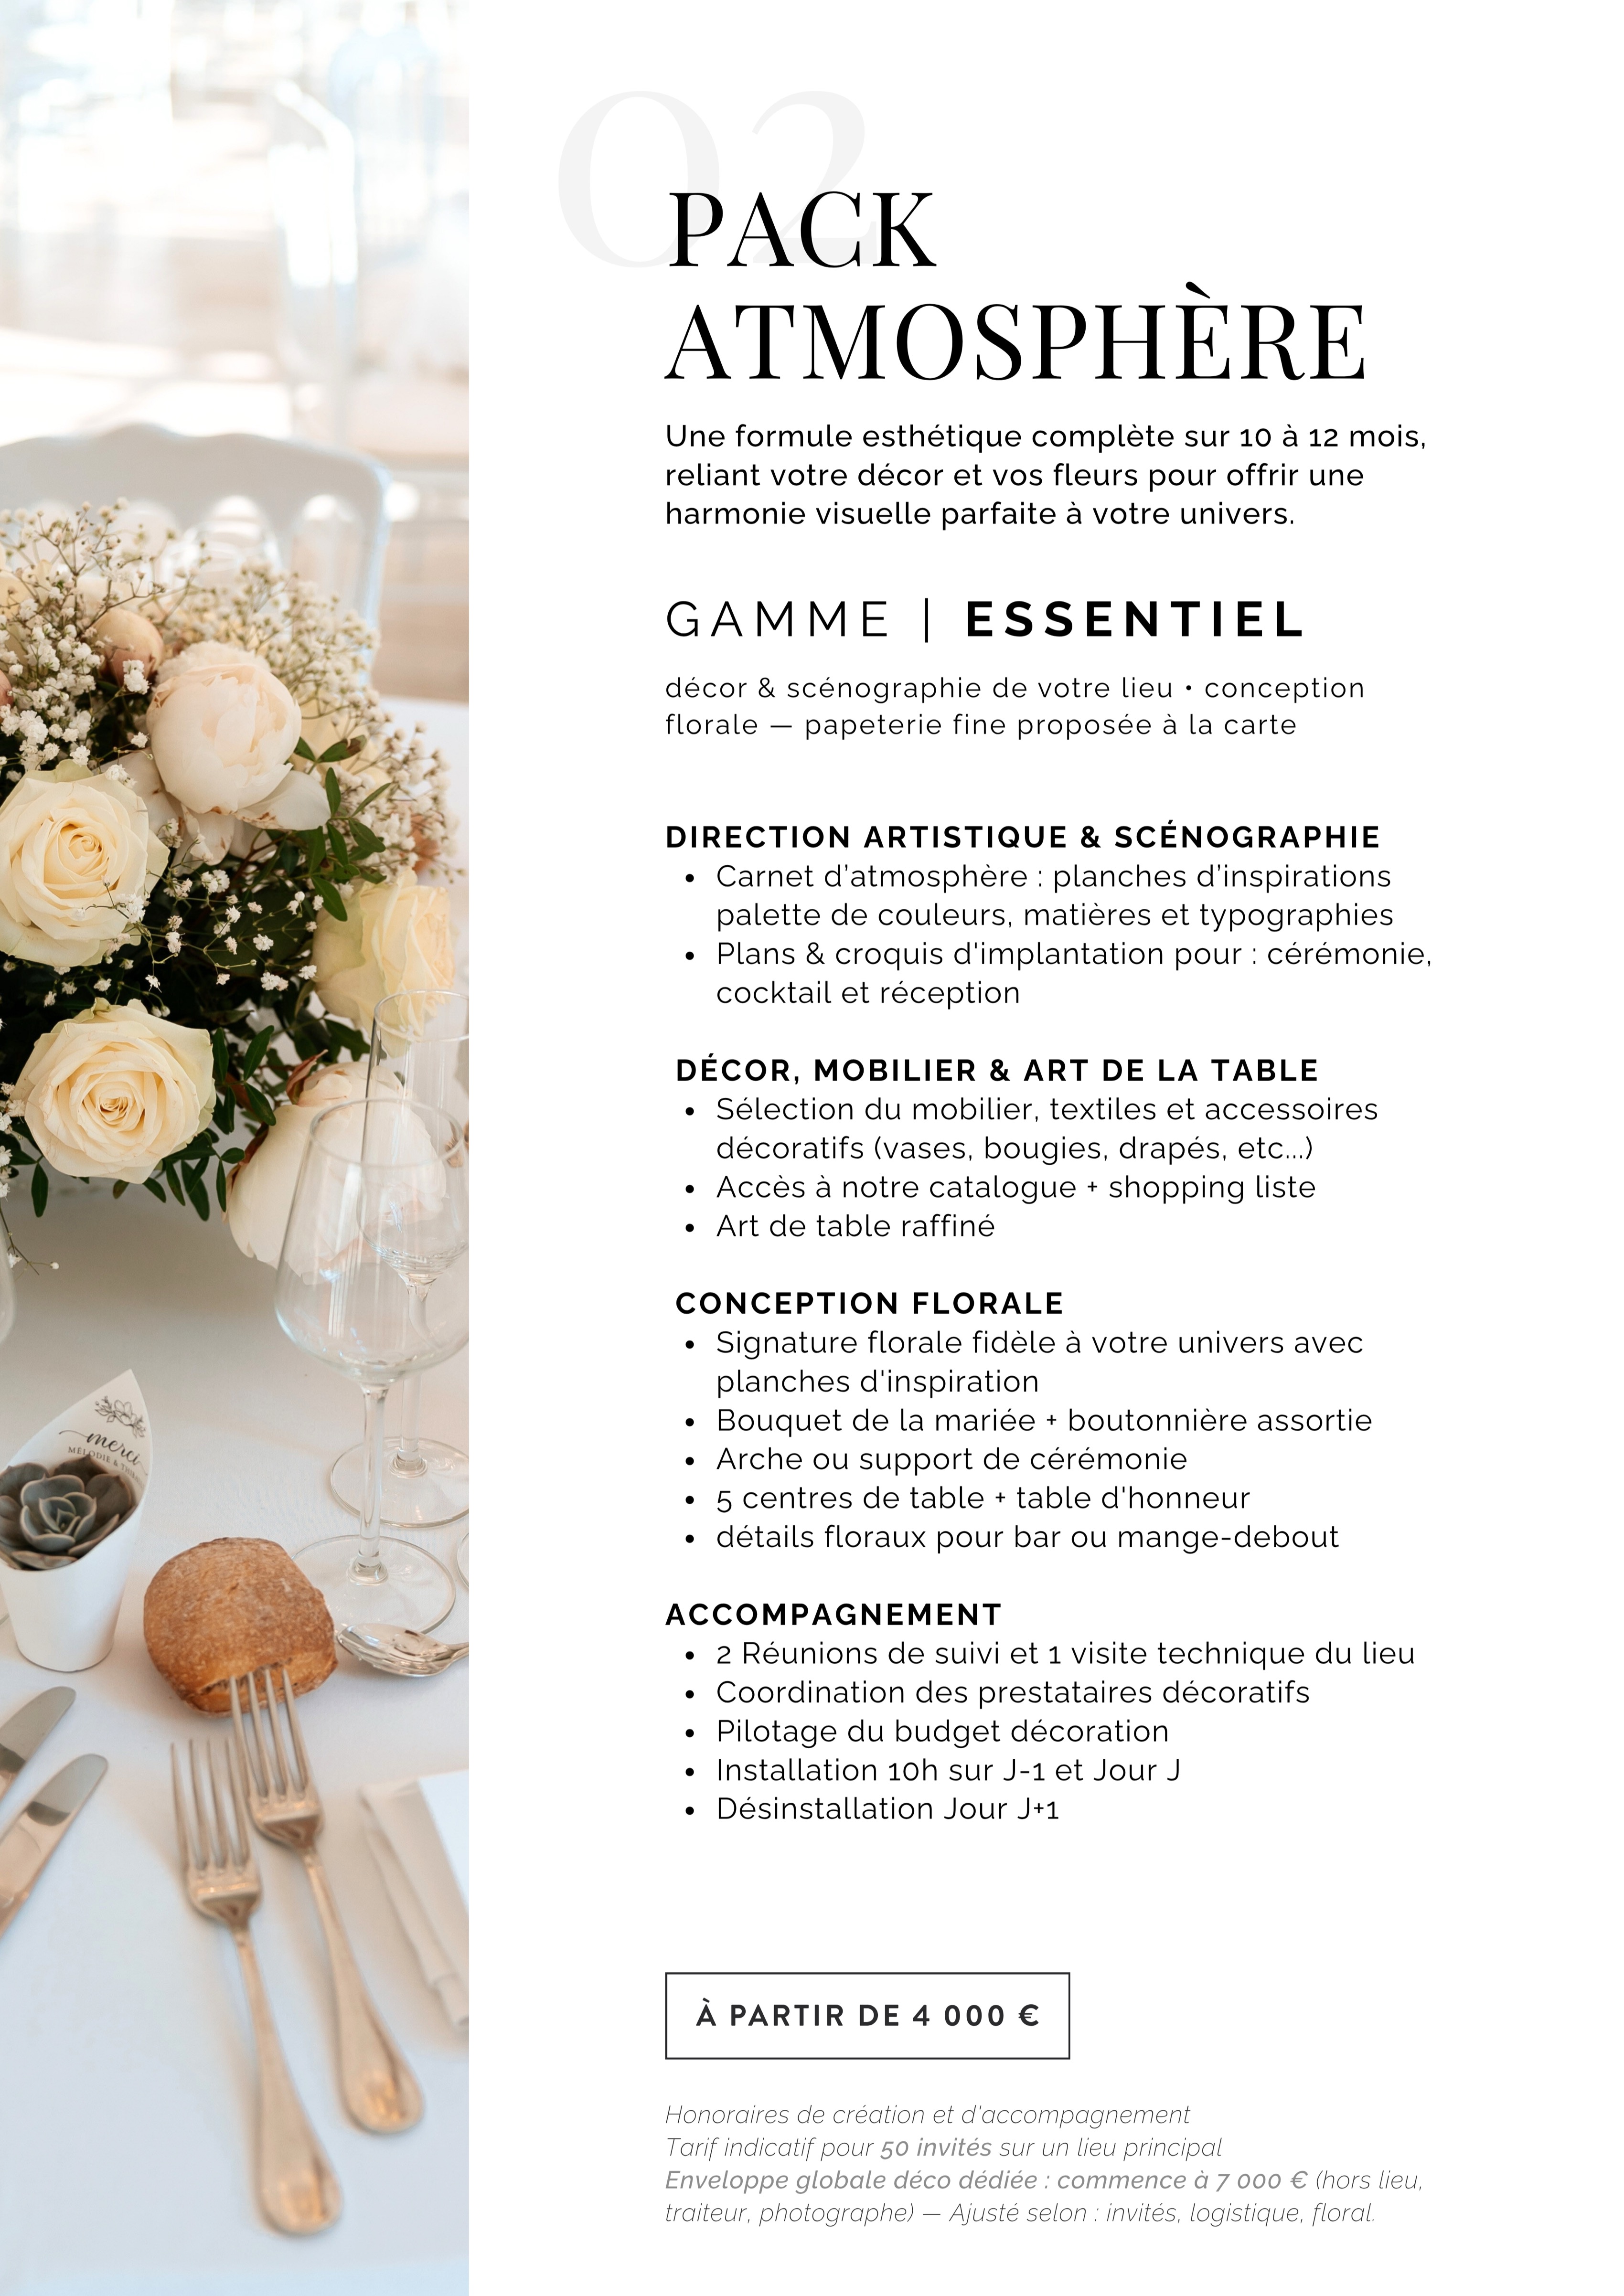 02
PACK
ATMOSPHÈRE
Une formule esthétique complète sur 10 à 12 mois,
reliant votre décor et vos fleurs pour offrir une
harmonie visuelle parfaite à votre univers.
GAMME | ESSENTIEL
décor & scénographie de votre lieu • conception
florale — papeterie fine proposée à la carte
DIRECTION ARTISTIQUE & SCÉNOGRAPHIE
• Carnet d’atmosphère : planches d’inspirations
palette de couleurs, matières et typographies
• Plans & croquis d'implantation pour : cérémonie,
cocktail et réception
DÉCOR, MOBILIER & ART DE LA TABLE
• Sélection du mobilier, textiles et accessoires
décoratifs (vases, bougies, drapés, etc...)
• Accès à notre catalogue + shopping liste
• Art de table raffiné
CONCEPTION FLORALE
• Signature florale fidèle à votre univers avec
planches d'inspiration
• Bouquet de la mariée + boutonnière assortie
• Arche ou support de cérémonie
• 5 centres de table + table d'honneur
• détails floraux pour bar ou mange-debout
ACCOMPAGNEMENT
• 2 Réunions de suivi et 1 visite technique du lieu
• Coordination des prestataires décoratifs
• Pilotage du budget décoration
• Installation 10h sur J-1 et Jour J
• Désinstallation Jour J+1
À PARTIR DE 4 000 €
Honoraires de création et d'accompagnement
Tarif indicatif pour 50 invités sur un lieu principal
Enveloppe globale déco dédiée : commence à 7 000 € (hors lieu,
traiteur, photographe) — Ajusté selon : invités, logistique, floral.
merci
MÉLODIE &